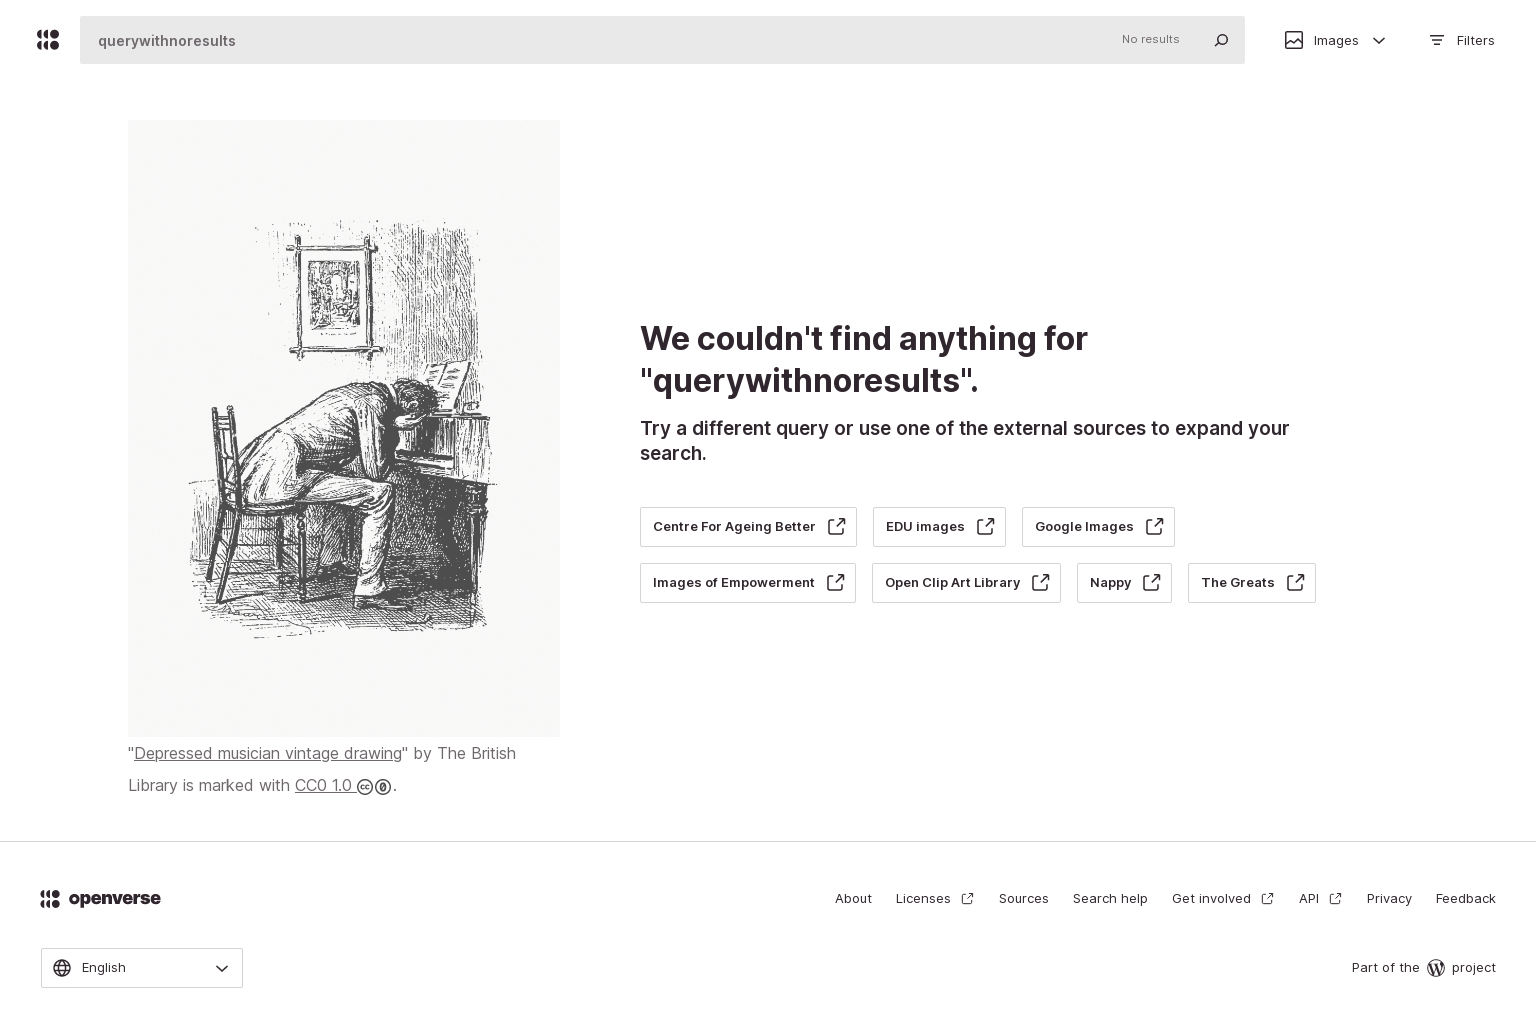 querywithnoresults
No results
Images
Filters
We couldn't find anything for
"querywithnoresults".
Try a different query or use one of the external sources to expand your
search.
Centre For Ageing Better
EDU images
Google Images
Images of Empowerment
Open Clip Art Library
Nappy
The Greats
"Depressed musician vintage drawing" by The British
Library is marked with CC0 1.0 .
openverse
About
Licenses
Sources
Search help
Get involved
API
Privacy
Feedback
English
Part of the W project